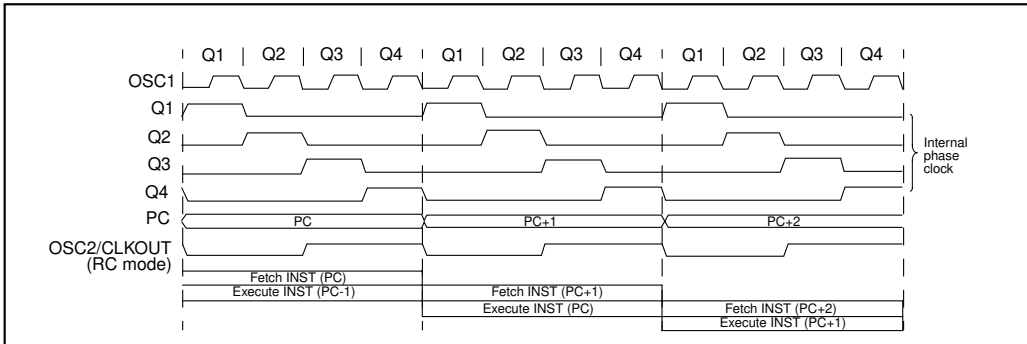 Q1 Q2 Q3 Q4 Q1 Q2 Q3 Q4 Q1 Q2 Q3 Q4
OSC1
Q1
Q2
Q3
Q4
Internal
phase
clock
PC
PC PC+1 PC+2
OSC2/CLKOUT
(RC mode)
Fetch INST (PC)
Execute INST (PC-1) Fetch INST (PC+1)
Execute INST (PC) Fetch INST (PC+2)
Execute INST (PC+1)